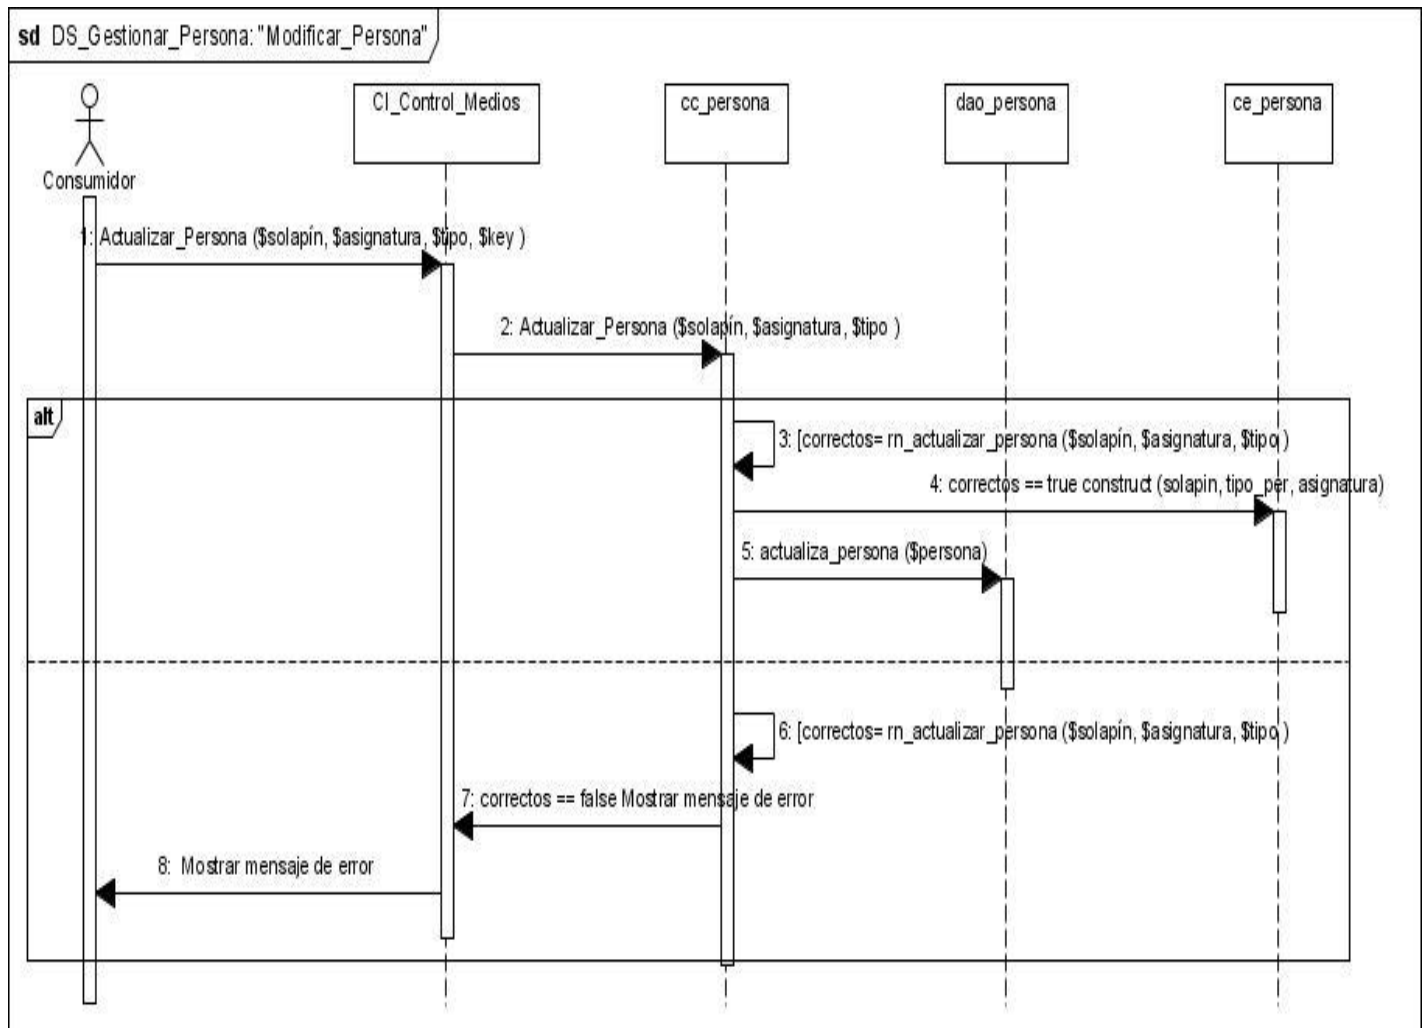 sd DS_Gestionar_Persona: "Modificar_Persona"
CI_Control_Medios
cc_persona
dao_persona
ce_persona
Consumidor
1: Actualizar_Persona ($solapín, $asignatura, $tipo, $key )
2: Actualizar_Persona ($solapín, $asignatura, $tipo )
alt
3: [correctos= rn_actualizar_persona ($solapín, $asignatura, $tipo )
4: correctos == true construct (solapin, tipo_per, asignatura)
5: actualiza_persona ($persona)
6: [correctos= rn_actualizar_persona ($solapín, $asignatura, $tipo )
7: correctos == false Mostrar mensaje de error
8: Mostrar mensaje de error